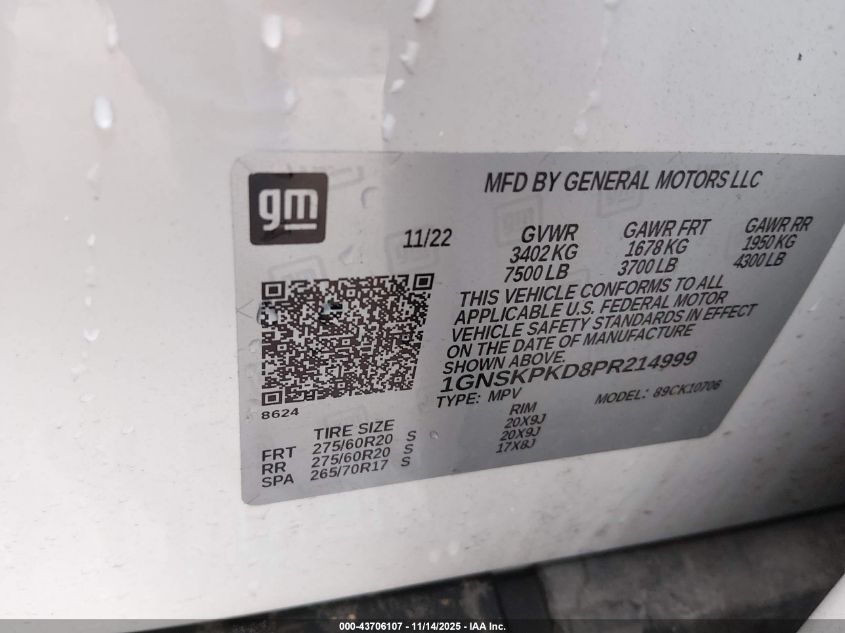 gm
MFD BY GENERAL MOTORS LLC
11/22
GVWR
3402 KG
7500 LB
GAWR FRT
1678 KG
3700 LB
GAWR RR
1950 KG
4300 LB
THIS VEHICLE CONFORMS TO ALL
APPLICABLE U.S. FEDERAL MOTOR
VEHICLE SAFETY STANDARDS IN EFFECT
ON THE DATE OF MANUFACTURE
SHOWN ABOVE.
1GNSKPKD8PR214999
TYPE: MPV
MODEL: 89CK10706
8624
TIRE SIZE RIM
FRT 275/60R20 S 20X9J
RR 275/60R20 S 20X9J
SPA 265/70R17 S 17X8J
000-43706107 - 11/14/2025 - IAA Inc.